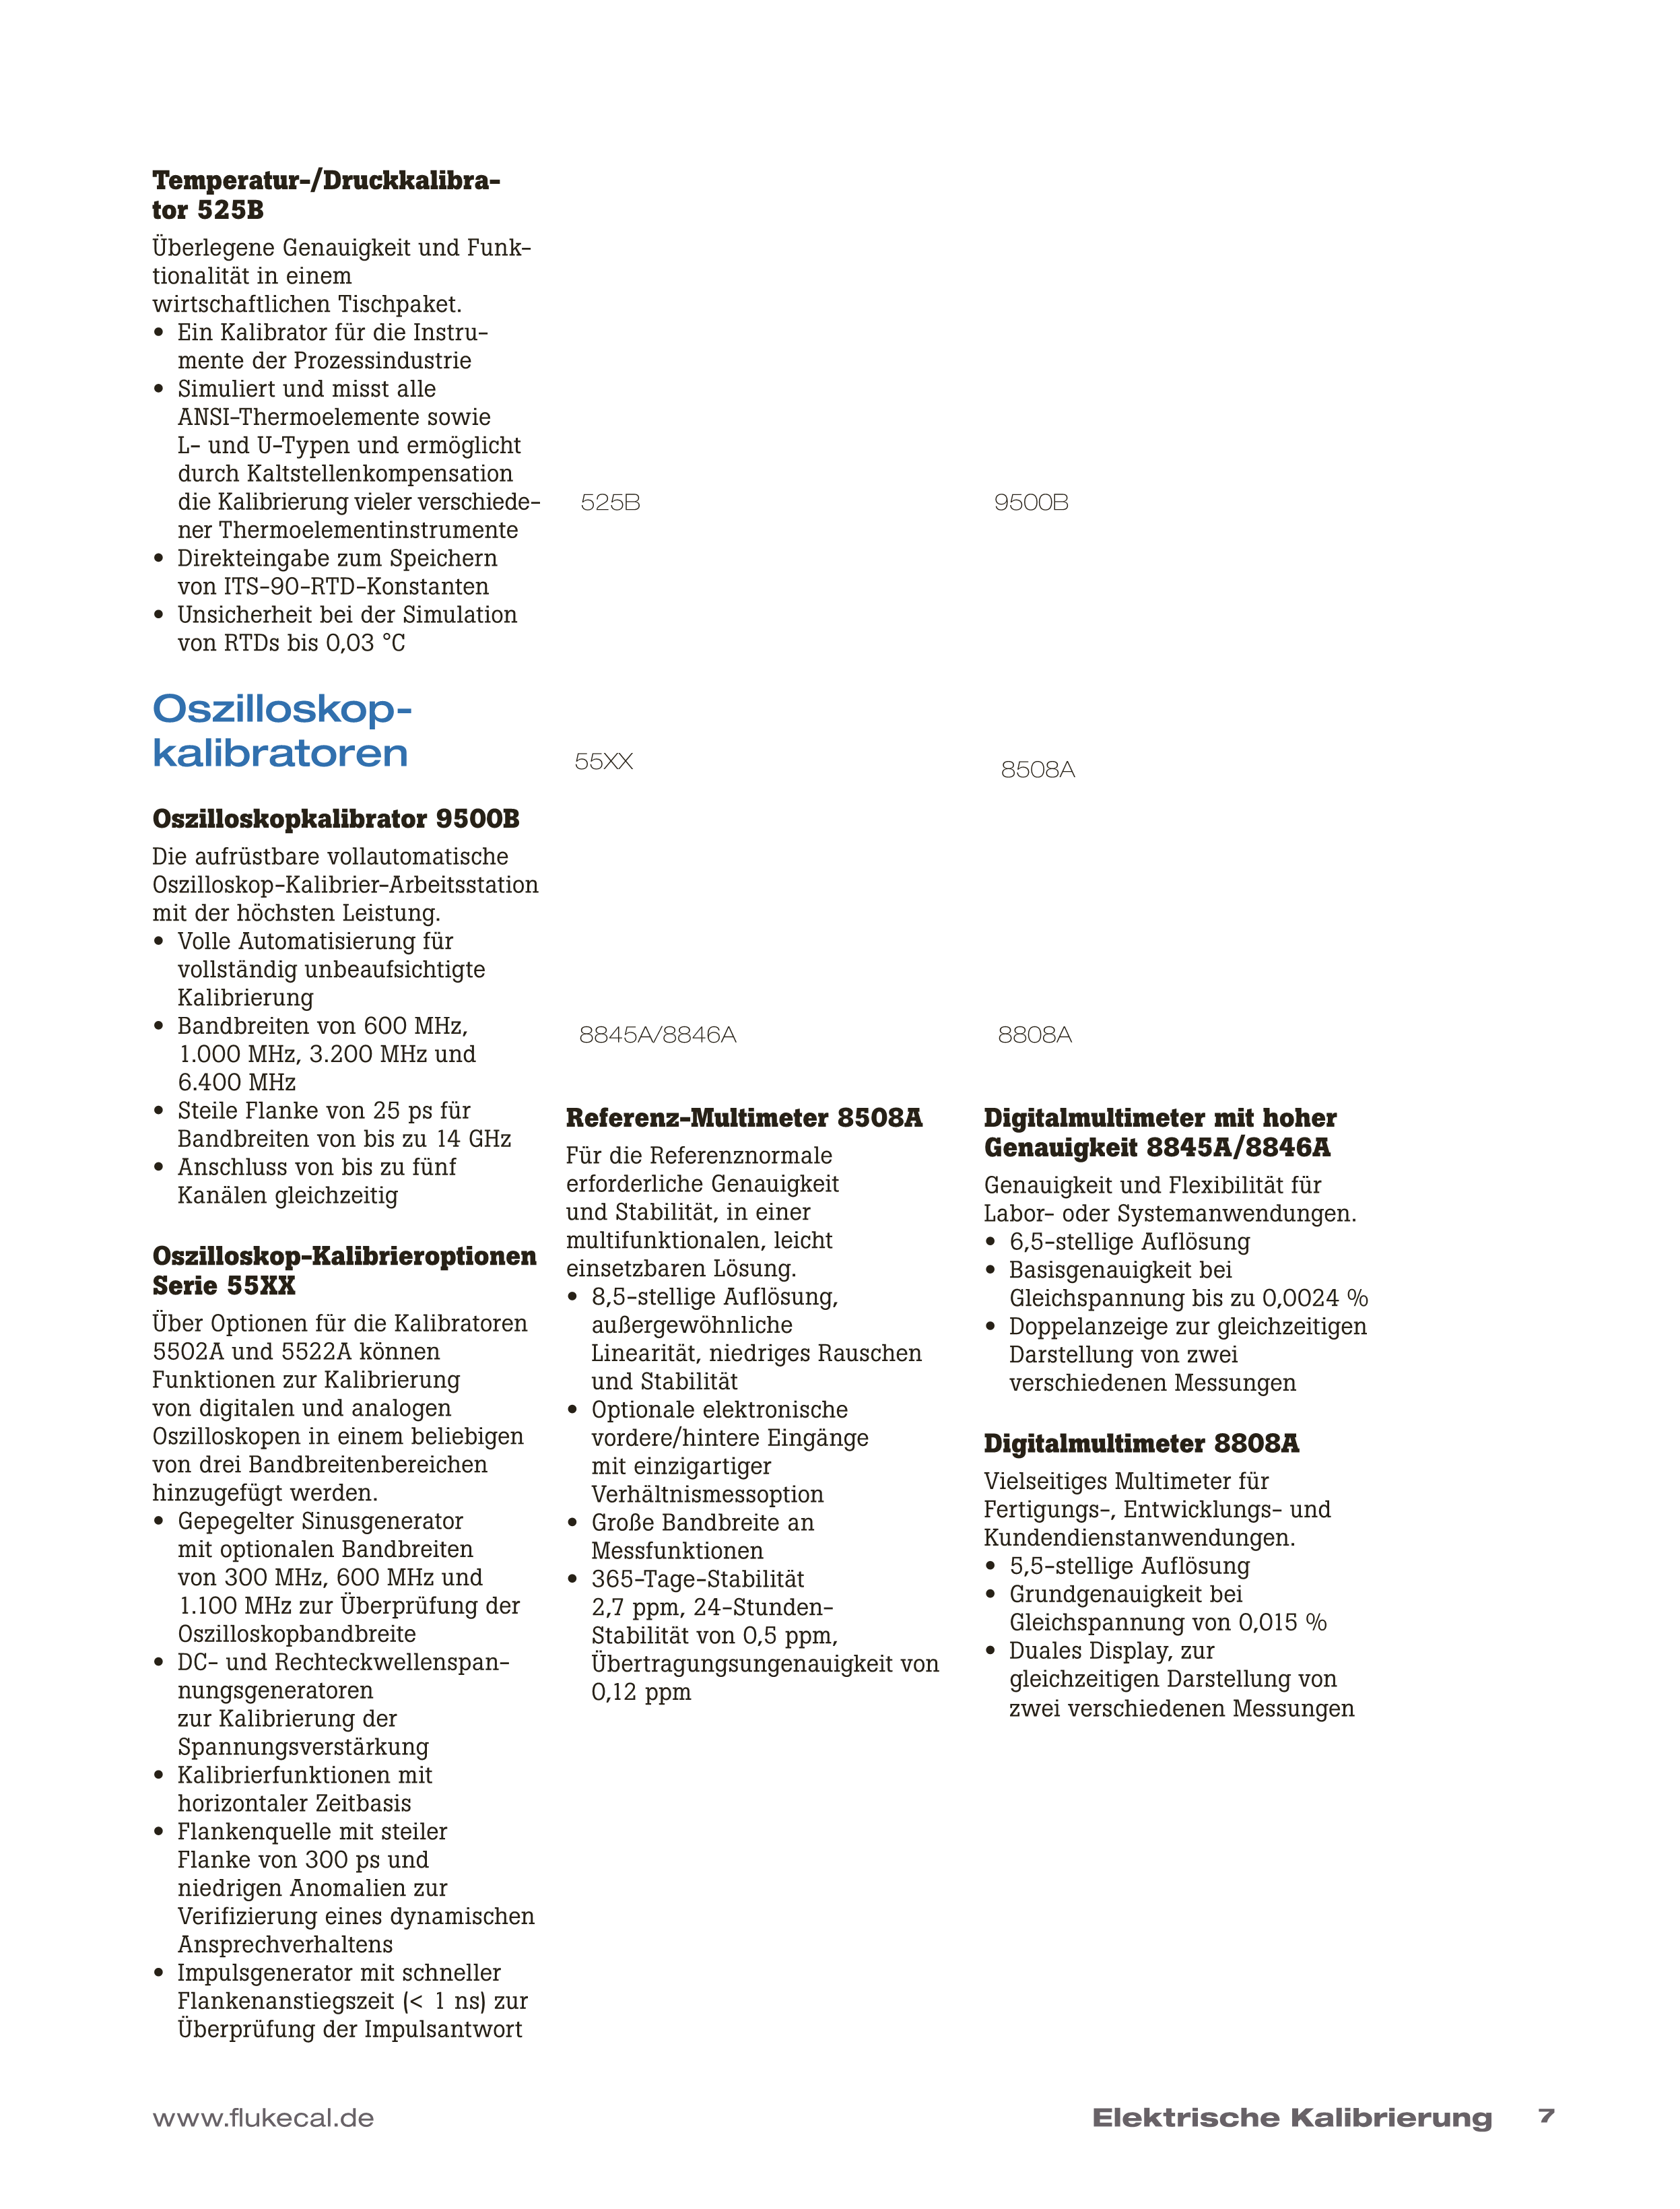 Temperatur-/Druckkalibra-
tor 525B
Überlegene Genauigkeit und Funk-
tionalität in einem
wirtschaftlichen Tischpaket.
• Ein Kalibrator für die Instru-
mente der Prozessindustrie
• Simuliert und misst alle
ANSI-Thermoelemente sowie
L- und U-Typen und ermöglicht
durch Kaltstellenkompensation
die Kalibrierung vieler verschiede-
ner Thermoelementinstrumente
• Direkteingabe zum Speichern
von ITS-90-RTD-Konstanten
• Unsicherheit bei der Simulation
von RTDs bis 0,03 °C
Oszilloskop-
kalibratoren
Oszilloskopkalibrator 9500B
Die aufrüstbare vollautomatische
Oszilloskop-Kalibrier-Arbeitsstation
mit der höchsten Leistung.
• Volle Automatisierung für
vollständig unbeaufsichtigte
Kalibrierung
• Bandbreiten von 600 MHz,
1.000 MHz, 3.200 MHz und
6.400 MHz
• Steile Flanke von 25 ps für
Bandbreiten von bis zu 14 GHz
• Anschluss von bis zu fünf
Kanälen gleichzeitig
Oszilloskop-Kalibrieroptionen
Serie 55XX
Über Optionen für die Kalibratoren
5502A und 5522A können
Funktionen zur Kalibrierung
von digitalen und analogen
Oszilloskopen in einem beliebigen
von drei Bandbreitenbereichen
hinzugefügt werden.
• Gepegelter Sinusgenerator
mit optionalen Bandbreiten
von 300 MHz, 600 MHz und
1.100 MHz zur Überprüfung der
Oszilloskopbandbreite
• DC- und Rechteckwellenspan-
nungsgeneratoren
zur Kalibrierung der
Spannungsverstärkung
• Kalibrierfunktionen mit
horizontaler Zeitbasis
• Flankenquelle mit steiler
Flanke von 300 ps und
niedrigen Anomalien zur
Verifizierung eines dynamischen
Ansprechverhaltens
• Impulsgenerator mit schneller
Flankenanstiegszeit (< 1 ns) zur
Überprüfung der Impulsantwort
525B
9500B
55XX
8508A
8845A/8846A
8808A
Referenz-Multimeter 8508A
Für die Referenznormale
erforderliche Genauigkeit
und Stabilität, in einer
multifunktionalen, leicht
einsetzbaren Lösung.
• 8,5-stellige Auflösung,
außergewöhnliche
Linearität, niedriges Rauschen
und Stabilität
• Optionale elektronische
vordere/hintere Eingänge
mit einzigartiger
Verhältnismessoption
• Große Bandbreite an
Messfunktionen
• 365-Tage-Stabilität
2,7 ppm, 24-Stunden-
Stabilität von 0,5 ppm,
Übertragungsungenauigkeit von
0,12 ppm
Digitalmultimeter mit hoher
Genauigkeit 8845A/8846A
Genauigkeit und Flexibilität für
Labor- oder Systemanwendungen.
• 6,5-stellige Auflösung
• Basisgenauigkeit bei
Gleichspannung bis zu 0,0024 %
• Doppelanzeige zur gleichzeitigen
Darstellung von zwei
verschiedenen Messungen
Digitalmultimeter 8808A
Vielseitiges Multimeter für
Fertigungs-, Entwicklungs- und
Kundendienstanwendungen.
• 5,5-stellige Auflösung
• Grundgenauigkeit bei
Gleichspannung von 0,015 %
• Duales Display, zur
gleichzeitigen Darstellung von
zwei verschiedenen Messungen
www.flukecal.de
Elektrische Kalibrierung 7